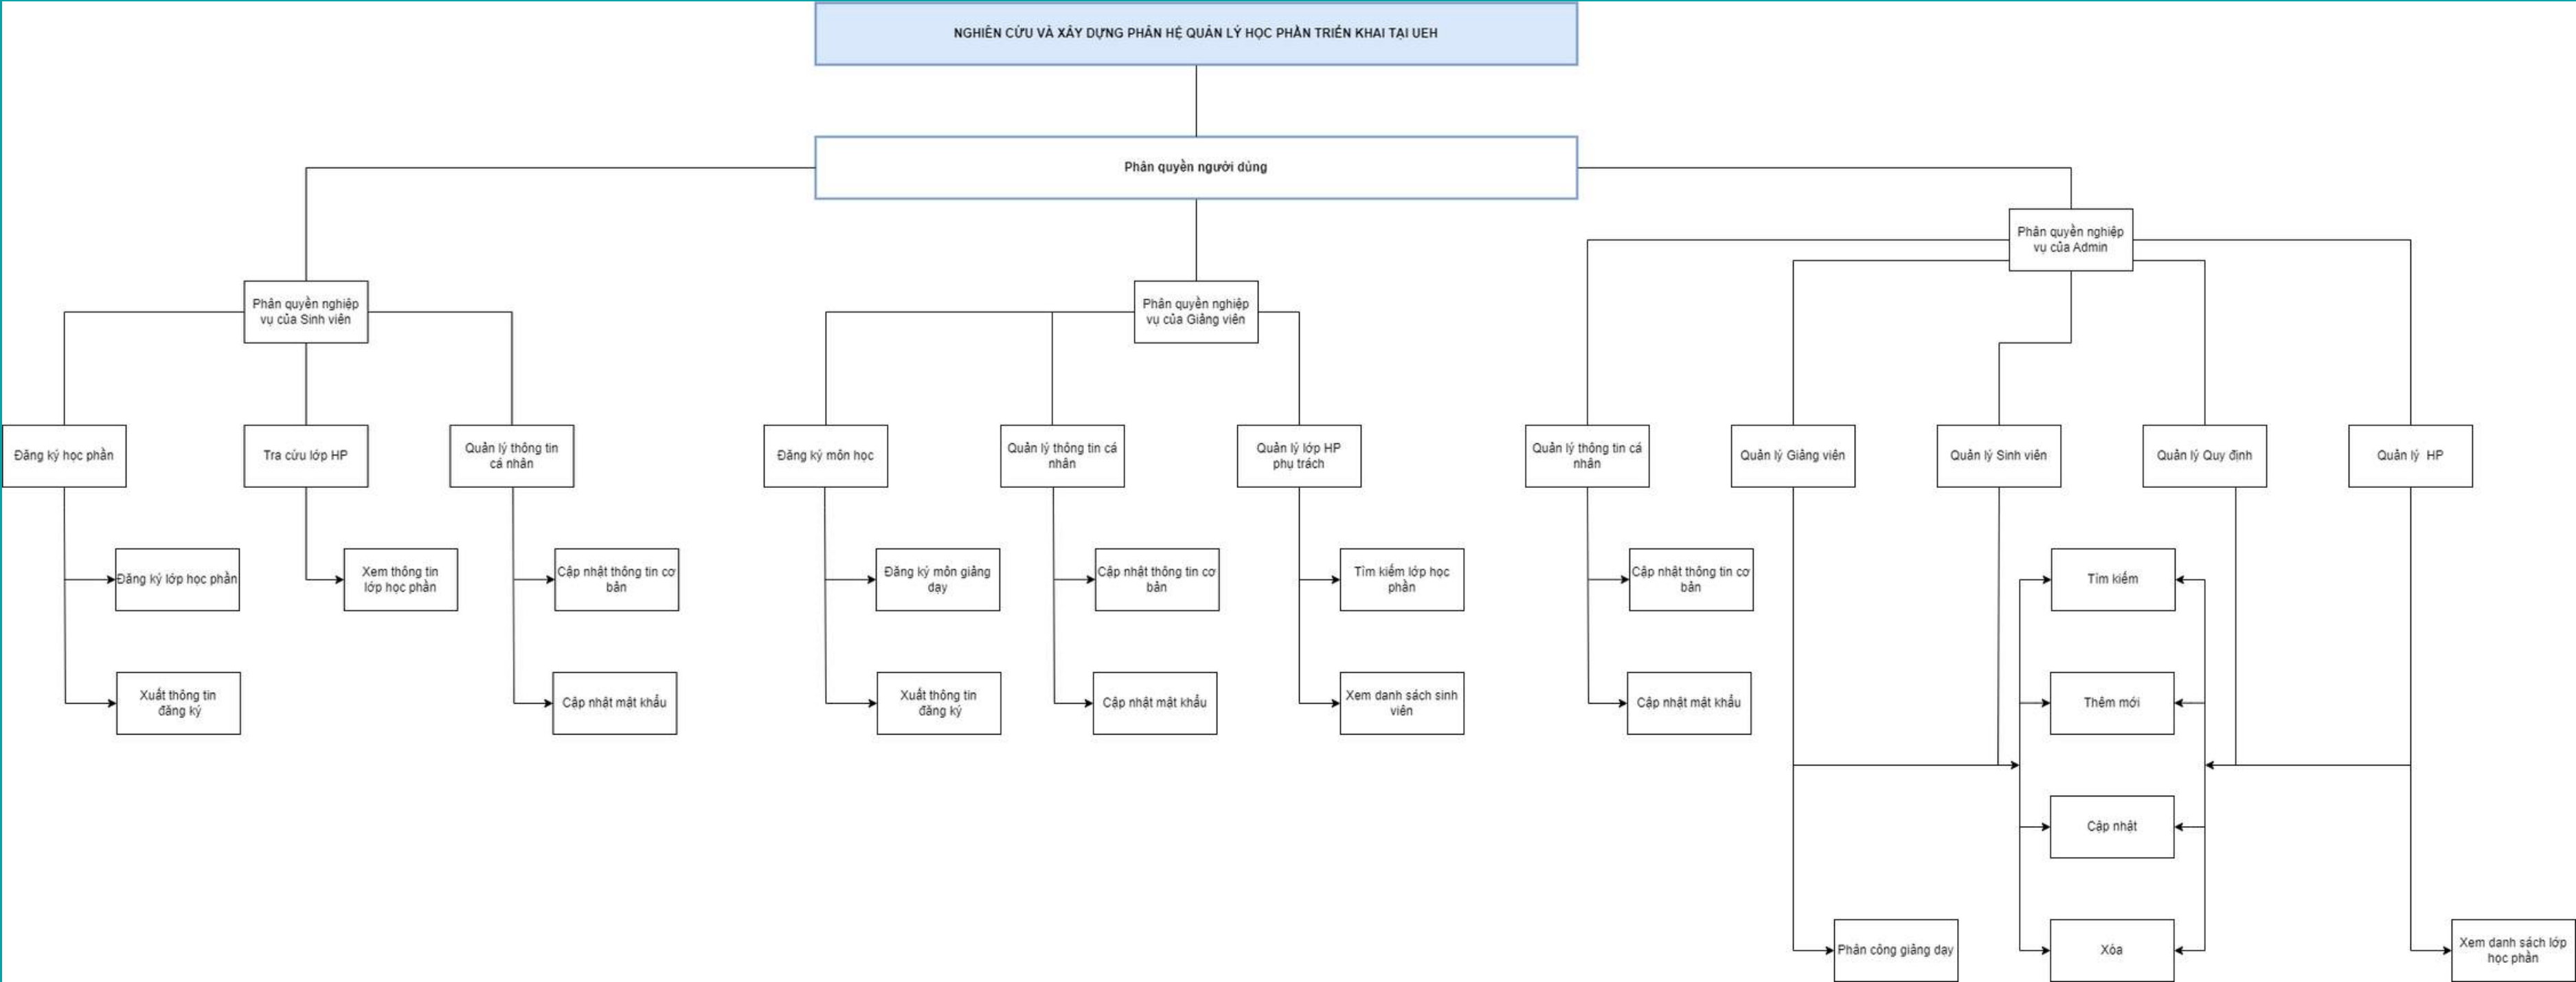 NGHIÊN CỨU VÀ XÂY DỰNG PHÂN HỆ QUẢN LÝ HỌC PHẦN TRIỂN KHAI TẠI UEH
Phân quyền người dùng
Phân quyền nghiệp
vụ của Admin
Phân quyền nghiệp
vụ của Sinh viên
Phân quyền nghiệp
vụ của Giảng viên
Đăng ký học phần
Tra cứu lớp HP
Quản lý thông tin
cá nhân
Đăng ký môn học
Quản lý thông tin cá
nhân
Quản lý lớp HP
phụ trách
Quản lý thông tin cá
nhân
Quản lý Giảng viên
Quản lý Sinh viên
Quản lý Quy định
Quản lý HP
Đăng ký lớp học phần
Xem thông tin
lớp học phần
Cập nhật thông tin cơ
bản
Đăng ký môn giảng
dạy
Cập nhật thông tin cơ
bản
Tìm kiếm lớp học
phần
Cập nhật thông tin cơ
bản
Tìm kiếm
Xuất thông tin
đăng ký
Cập nhật mật khẩu
Xuất thông tin
đăng ký
Cập nhật mật khẩu
Xem danh sách sinh
viên
Cập nhật mật khẩu
Thêm mới
Cập nhật
Phân công giảng dạy
Xóa
Xem danh sách lớp
học phần